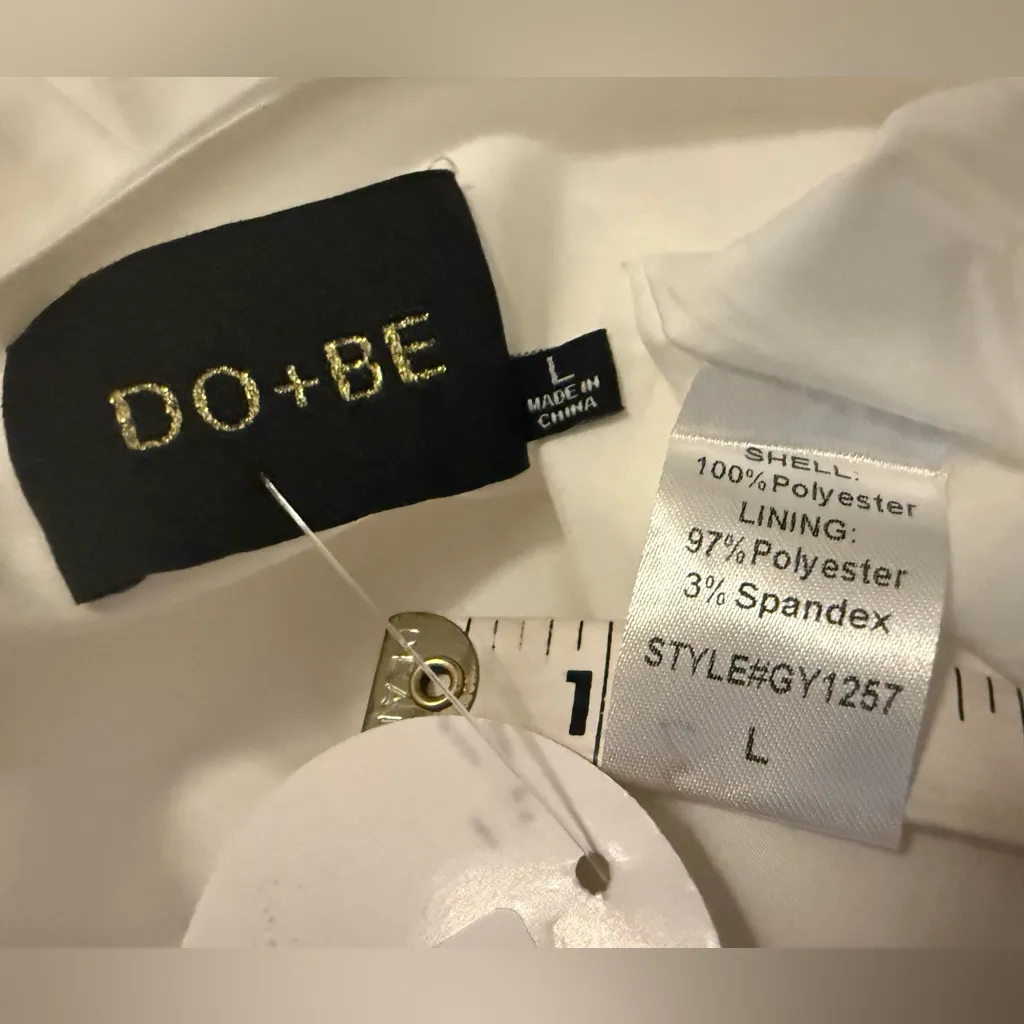 DO+BE
L
MADE IN
CHINA
SHELL:
100% Polyester
LINING:
97% Polyester
3% Spandex
STYLE#GY1257
L
1